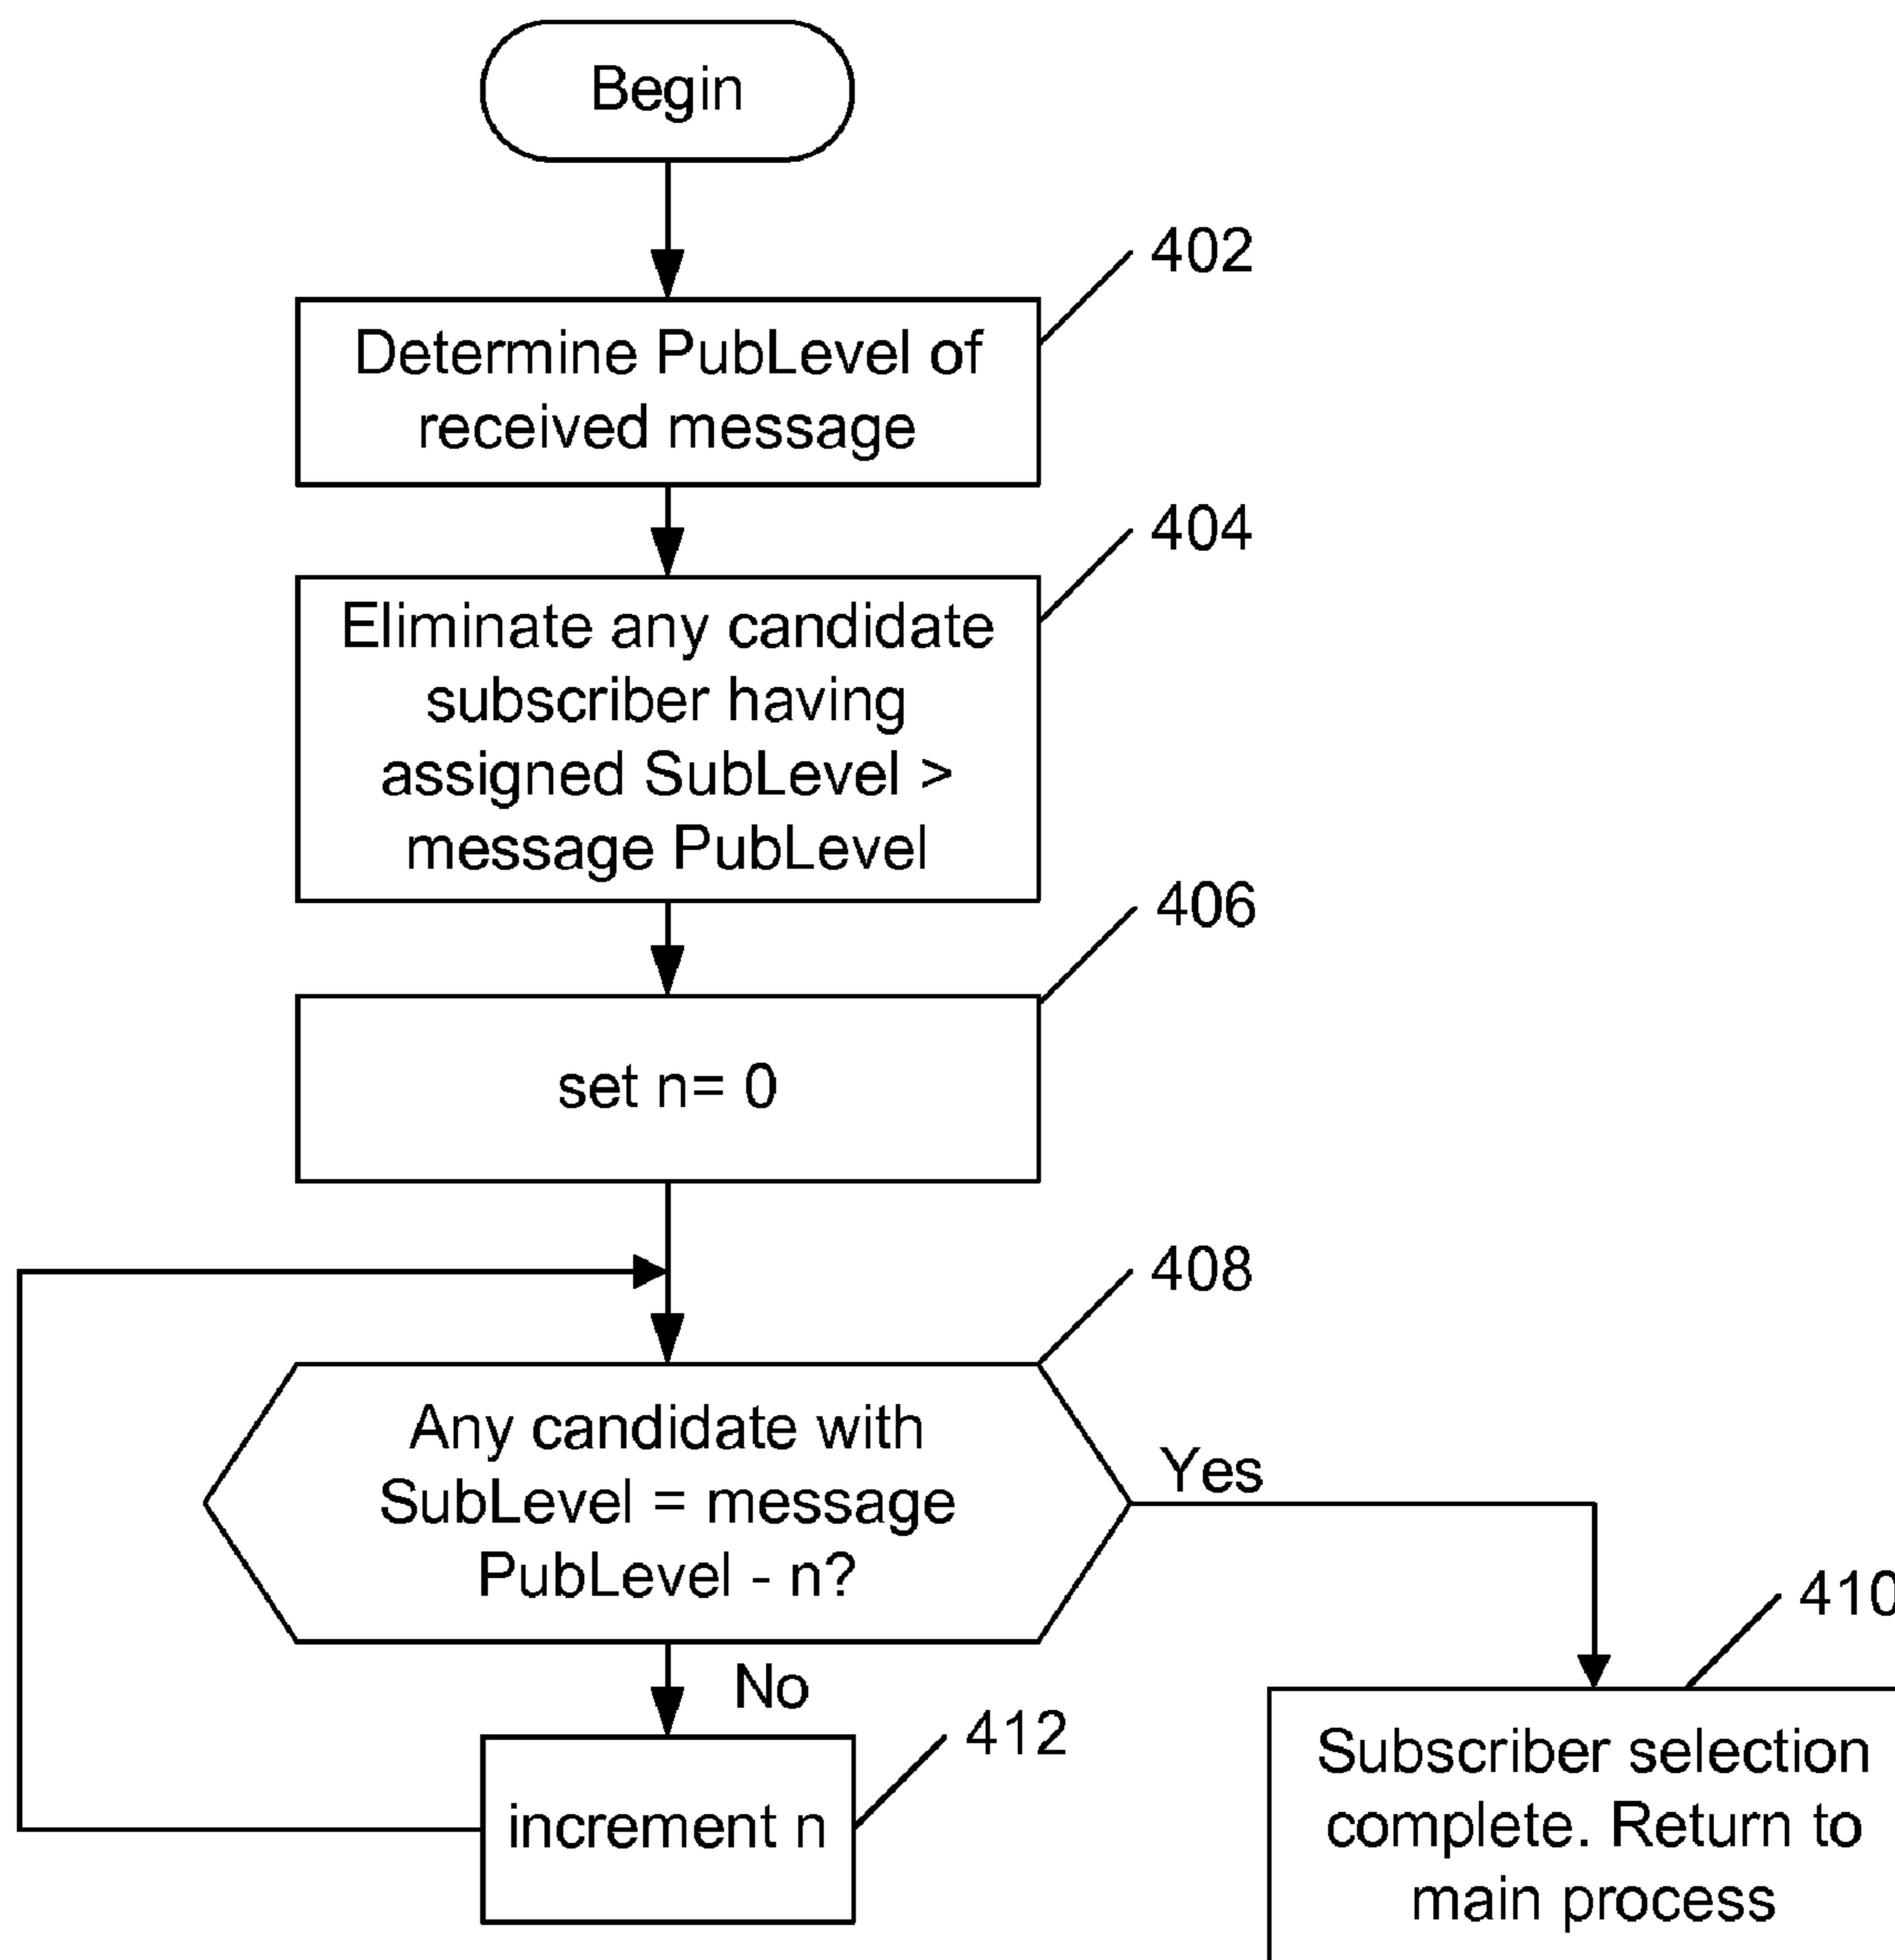 Begin
402
Determine PubLevel of
received message
404
Eliminate any candidate
subscriber having
assigned SubLevel >
message PubLevel
406
set n= 0
408
Any candidate with
SubLevel = message
PubLevel - n?
Yes
No
410
412
increment n
Subscriber selection
complete. Return to
main process